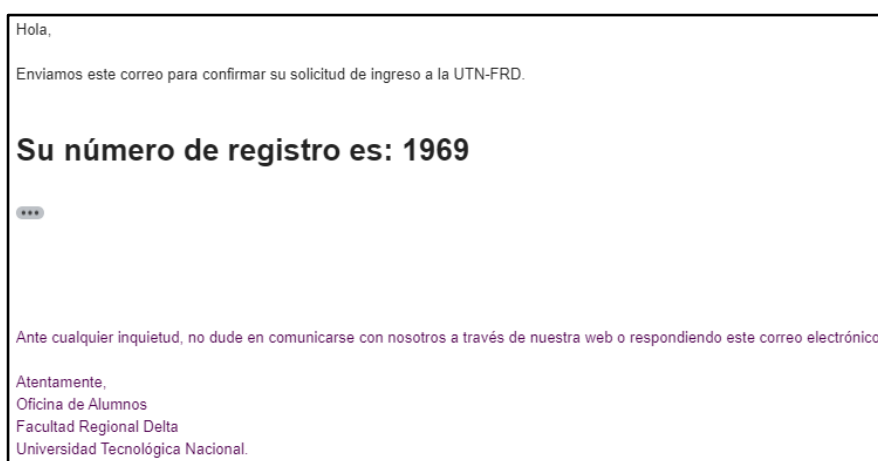 Hola,
Enviamos este correo para confirmar su solicitud de ingreso a la UTN-FRD.
Su número de registro es: 1969
Ante cualquier inquietud, no dude en comunicarse con nosotros a través de nuestra web o respondiendo este correo electrónico
Atentamente,
Oficina de Alumnos
Facultad Regional Delta
Universidad Tecnológica Nacional.